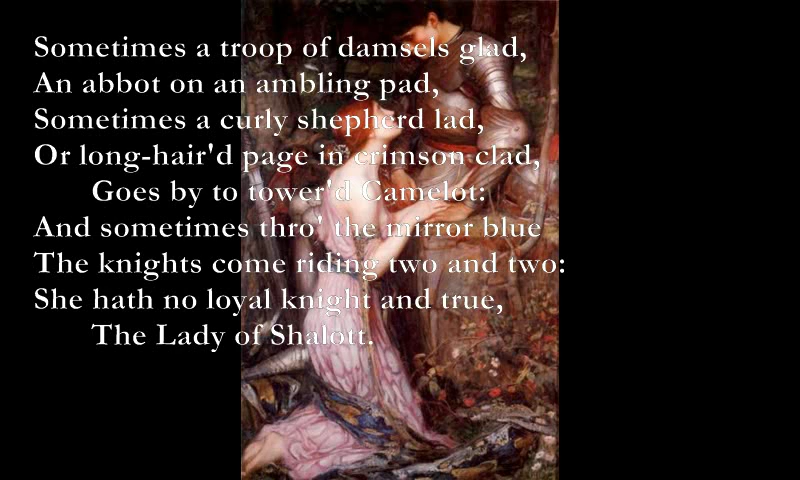 Sometimes a troop of damsels glad,
An abbot on an ambling pad,
Sometimes a curly shepherd lad,
Or long-hair'd page in crimson clad,
Goes by to tower'd Camelot:
And sometimes thro' the mirror blue
The knights come riding two and two:
She hath no loyal knight and true,
The Lady of Shalott.